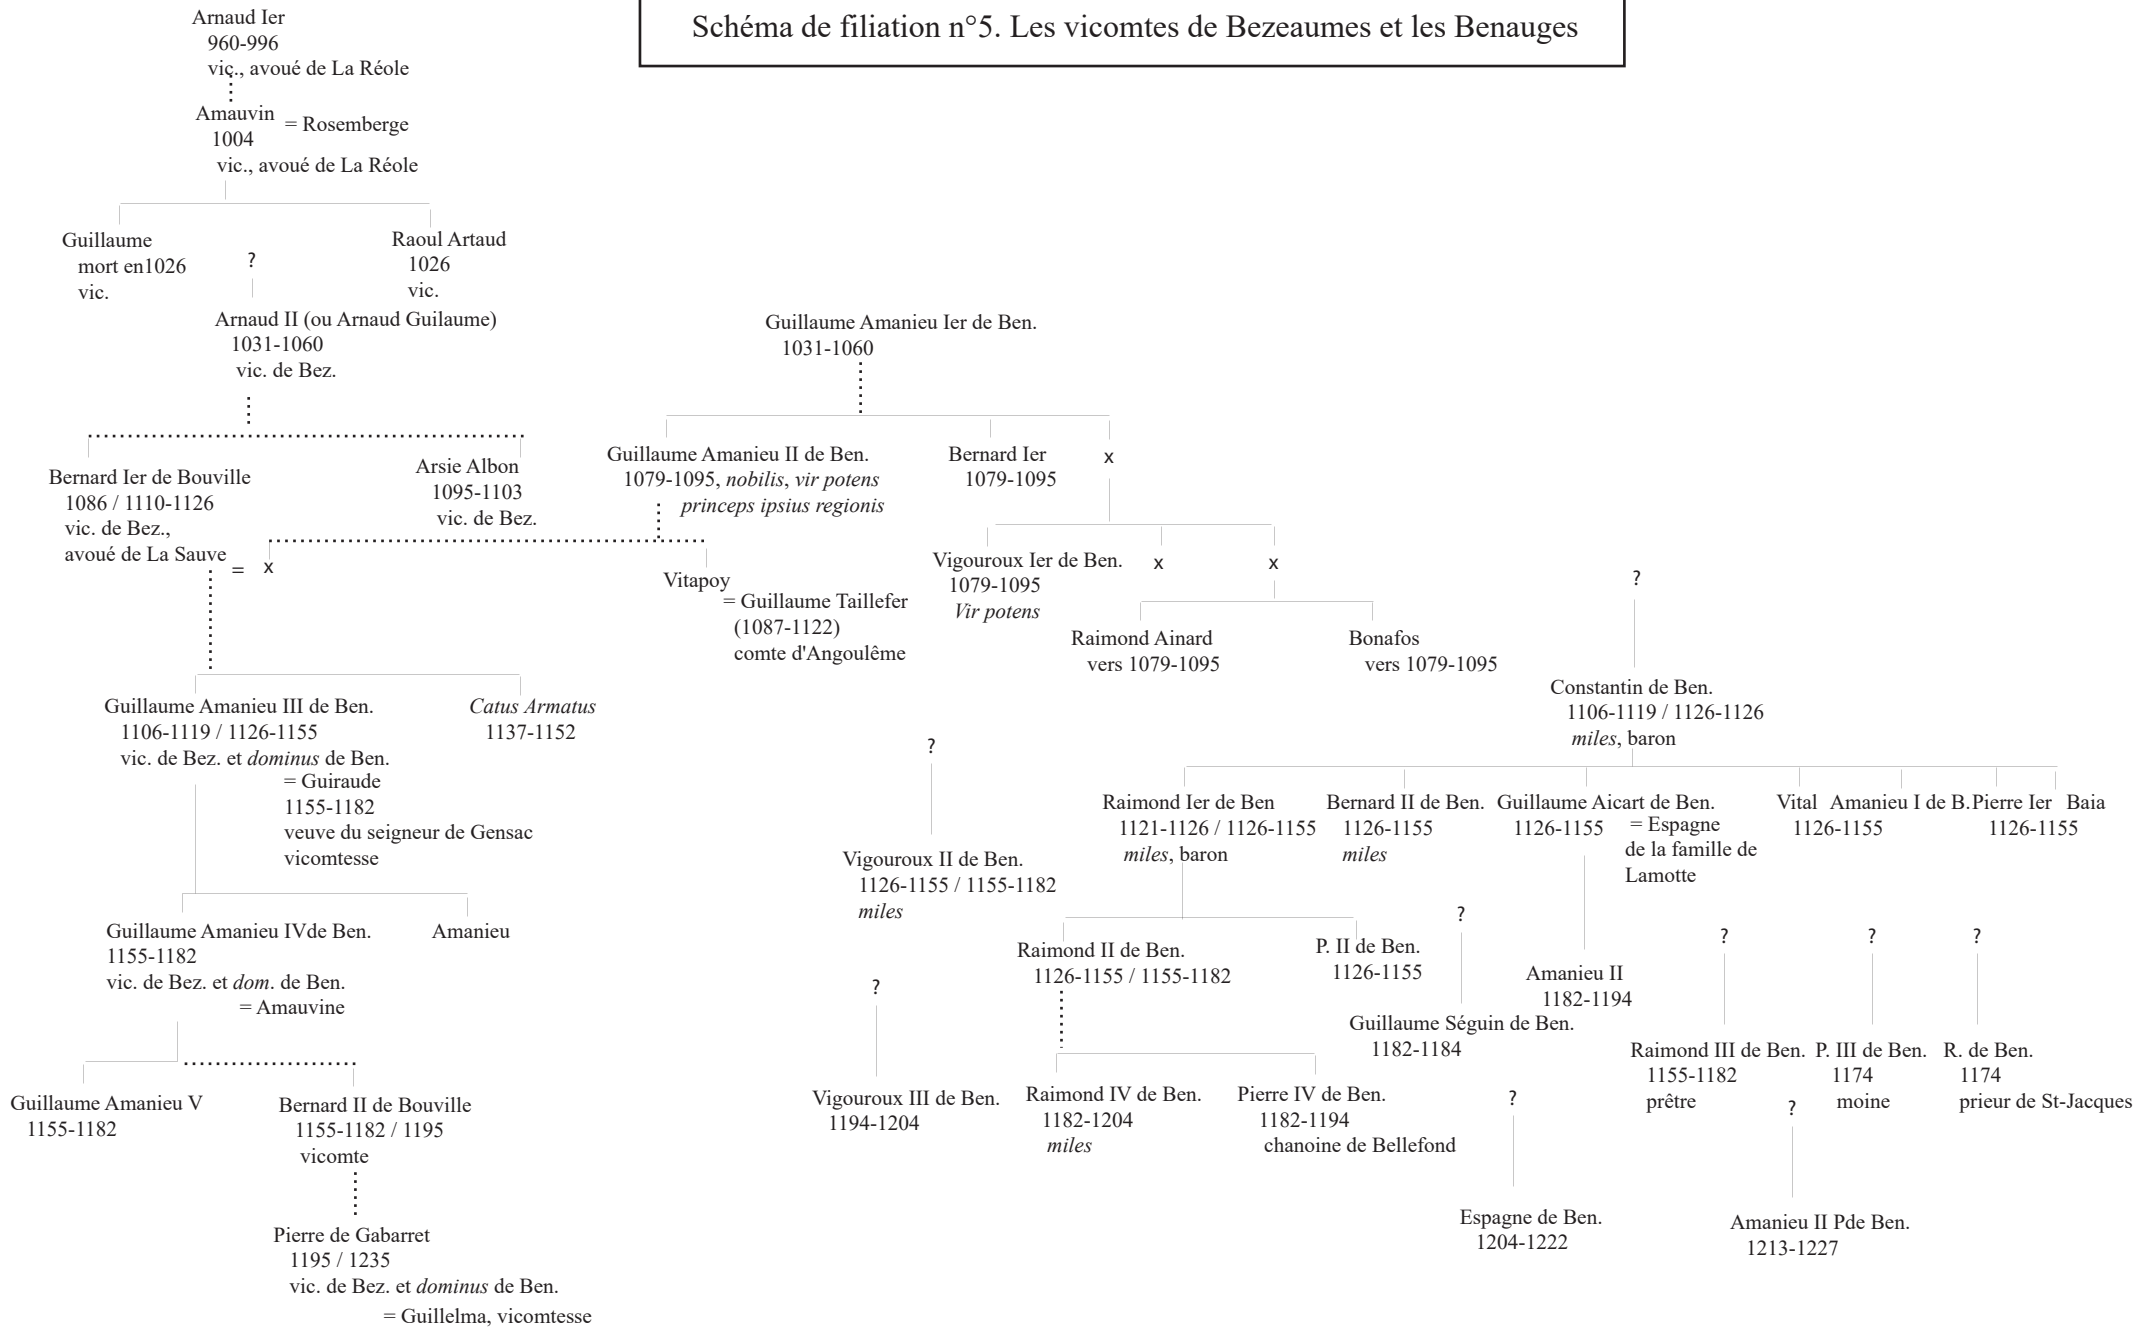 Schéma de filiation n°5. Les vicomtes de Bezeaumes et les Benauges
Arnaud Ier
960-996
vic., avoué de La Réole
Amauvin
= Rosemberge
1004
vic., avoué de La Réole
Guillaume
mort en1026
vic.
?
Raoul Artaud
1026
vic.
Arnaud II (ou Arnaud Guilaume)
1031-1060
vic. de Bez.
Guillaume Amanieu Ier de Ben.
1031-1060
Bernard Ier de Bouville
1086 / 1110-1126
vic. de Bez.,
avoué de La Sauve
= x
Arsie Albon
1095-1103
vic. de Bez.
Guillaume Amanieu II de Ben.
1079-1095, nobilis, vir potens
princeps ipsius regionis
Bernard Ier
1079-1095
x
Vitapoy
= Guillaume Taillefer
(1087-1122)
comte d'Angoulême
Vigouroux Ier de Ben.
1079-1095
Vir potens
x
x
Raimond Ainard
vers 1079-1095
Bonafos
vers 1079-1095
?
Constantin de Ben.
1106-1119 / 1126-1126
miles, baron
Guillaume Amanieu III de Ben.
1106-1119 / 1126-1155
vic. de Bez. et dominus de Ben.
= Guiraude
1155-1182
veuve du seigneur de Gensac
vicomtesse
Catus Armatus
1137-1152
?
Vigouroux II de Ben.
1126-1155 / 1155-1182
miles
Raimond Ier de Ben
1121-1126 / 1126-1155
miles, baron
Bernard II de Ben.
1126-1155
miles
Guillaume Aicart de Ben.
1126-1155
= Espagne
de la famille de
Lamotte
Vital
1126-1155
Amanieu I de B.
Pierre Ier
1126-1155
Baia
Guillaume Amanieu IVde Ben.
1155-1182
vic. de Bez. et dom. de Ben.
= Amauvine
Amanieu
Raimond II de Ben.
1126-1155 / 1155-1182
P. II de Ben.
1126-1155
?
Guillaume Séguin de Ben.
1182-1184
Amanieu II
1182-1194
?
Raimond III de Ben.
1155-1182
prêtre
?
P. III de Ben.
1174
moine
?
R. de Ben.
1174
prieur de St-Jacques
Guillaume Amanieu V
1155-1182
Bernard II de Bouville
1155-1182 / 1195
vicomte
?
Vigouroux III de Ben.
1194-1204
Raimond IV de Ben.
1182-1204
miles
Pierre IV de Ben.
1182-1194
chanoine de Bellefond
?
Espagne de Ben.
1204-1222
?
Amanieu II Pde Ben.
1213-1227
Pierre de Gabarret
1195 / 1235
vic. de Bez. et dominus de Ben.
= Guillelma, vicomtesse